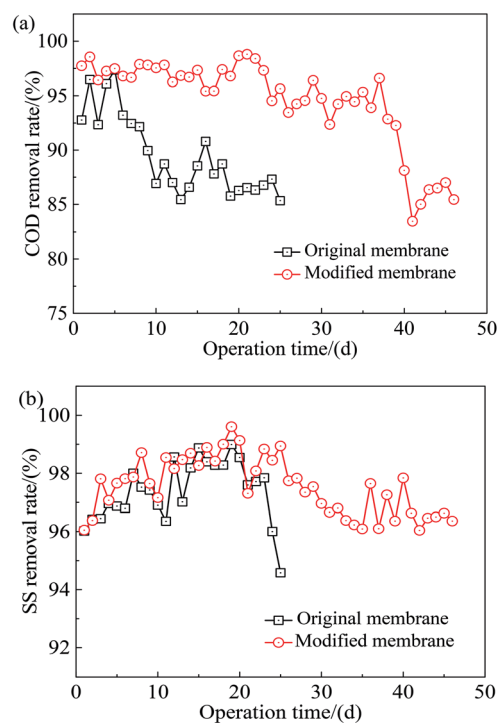 (a)
100
95
90
85
80
75
COD removal rate/(%)
Original membrane
Modified membrane
0 10 20 30 40 50
Operation time/(d)
(b)
100
98
96
94
92
SS removal rate/(%)
Original membrane
Modified membrane
0 10 20 30 40 50
Operation time/(d)